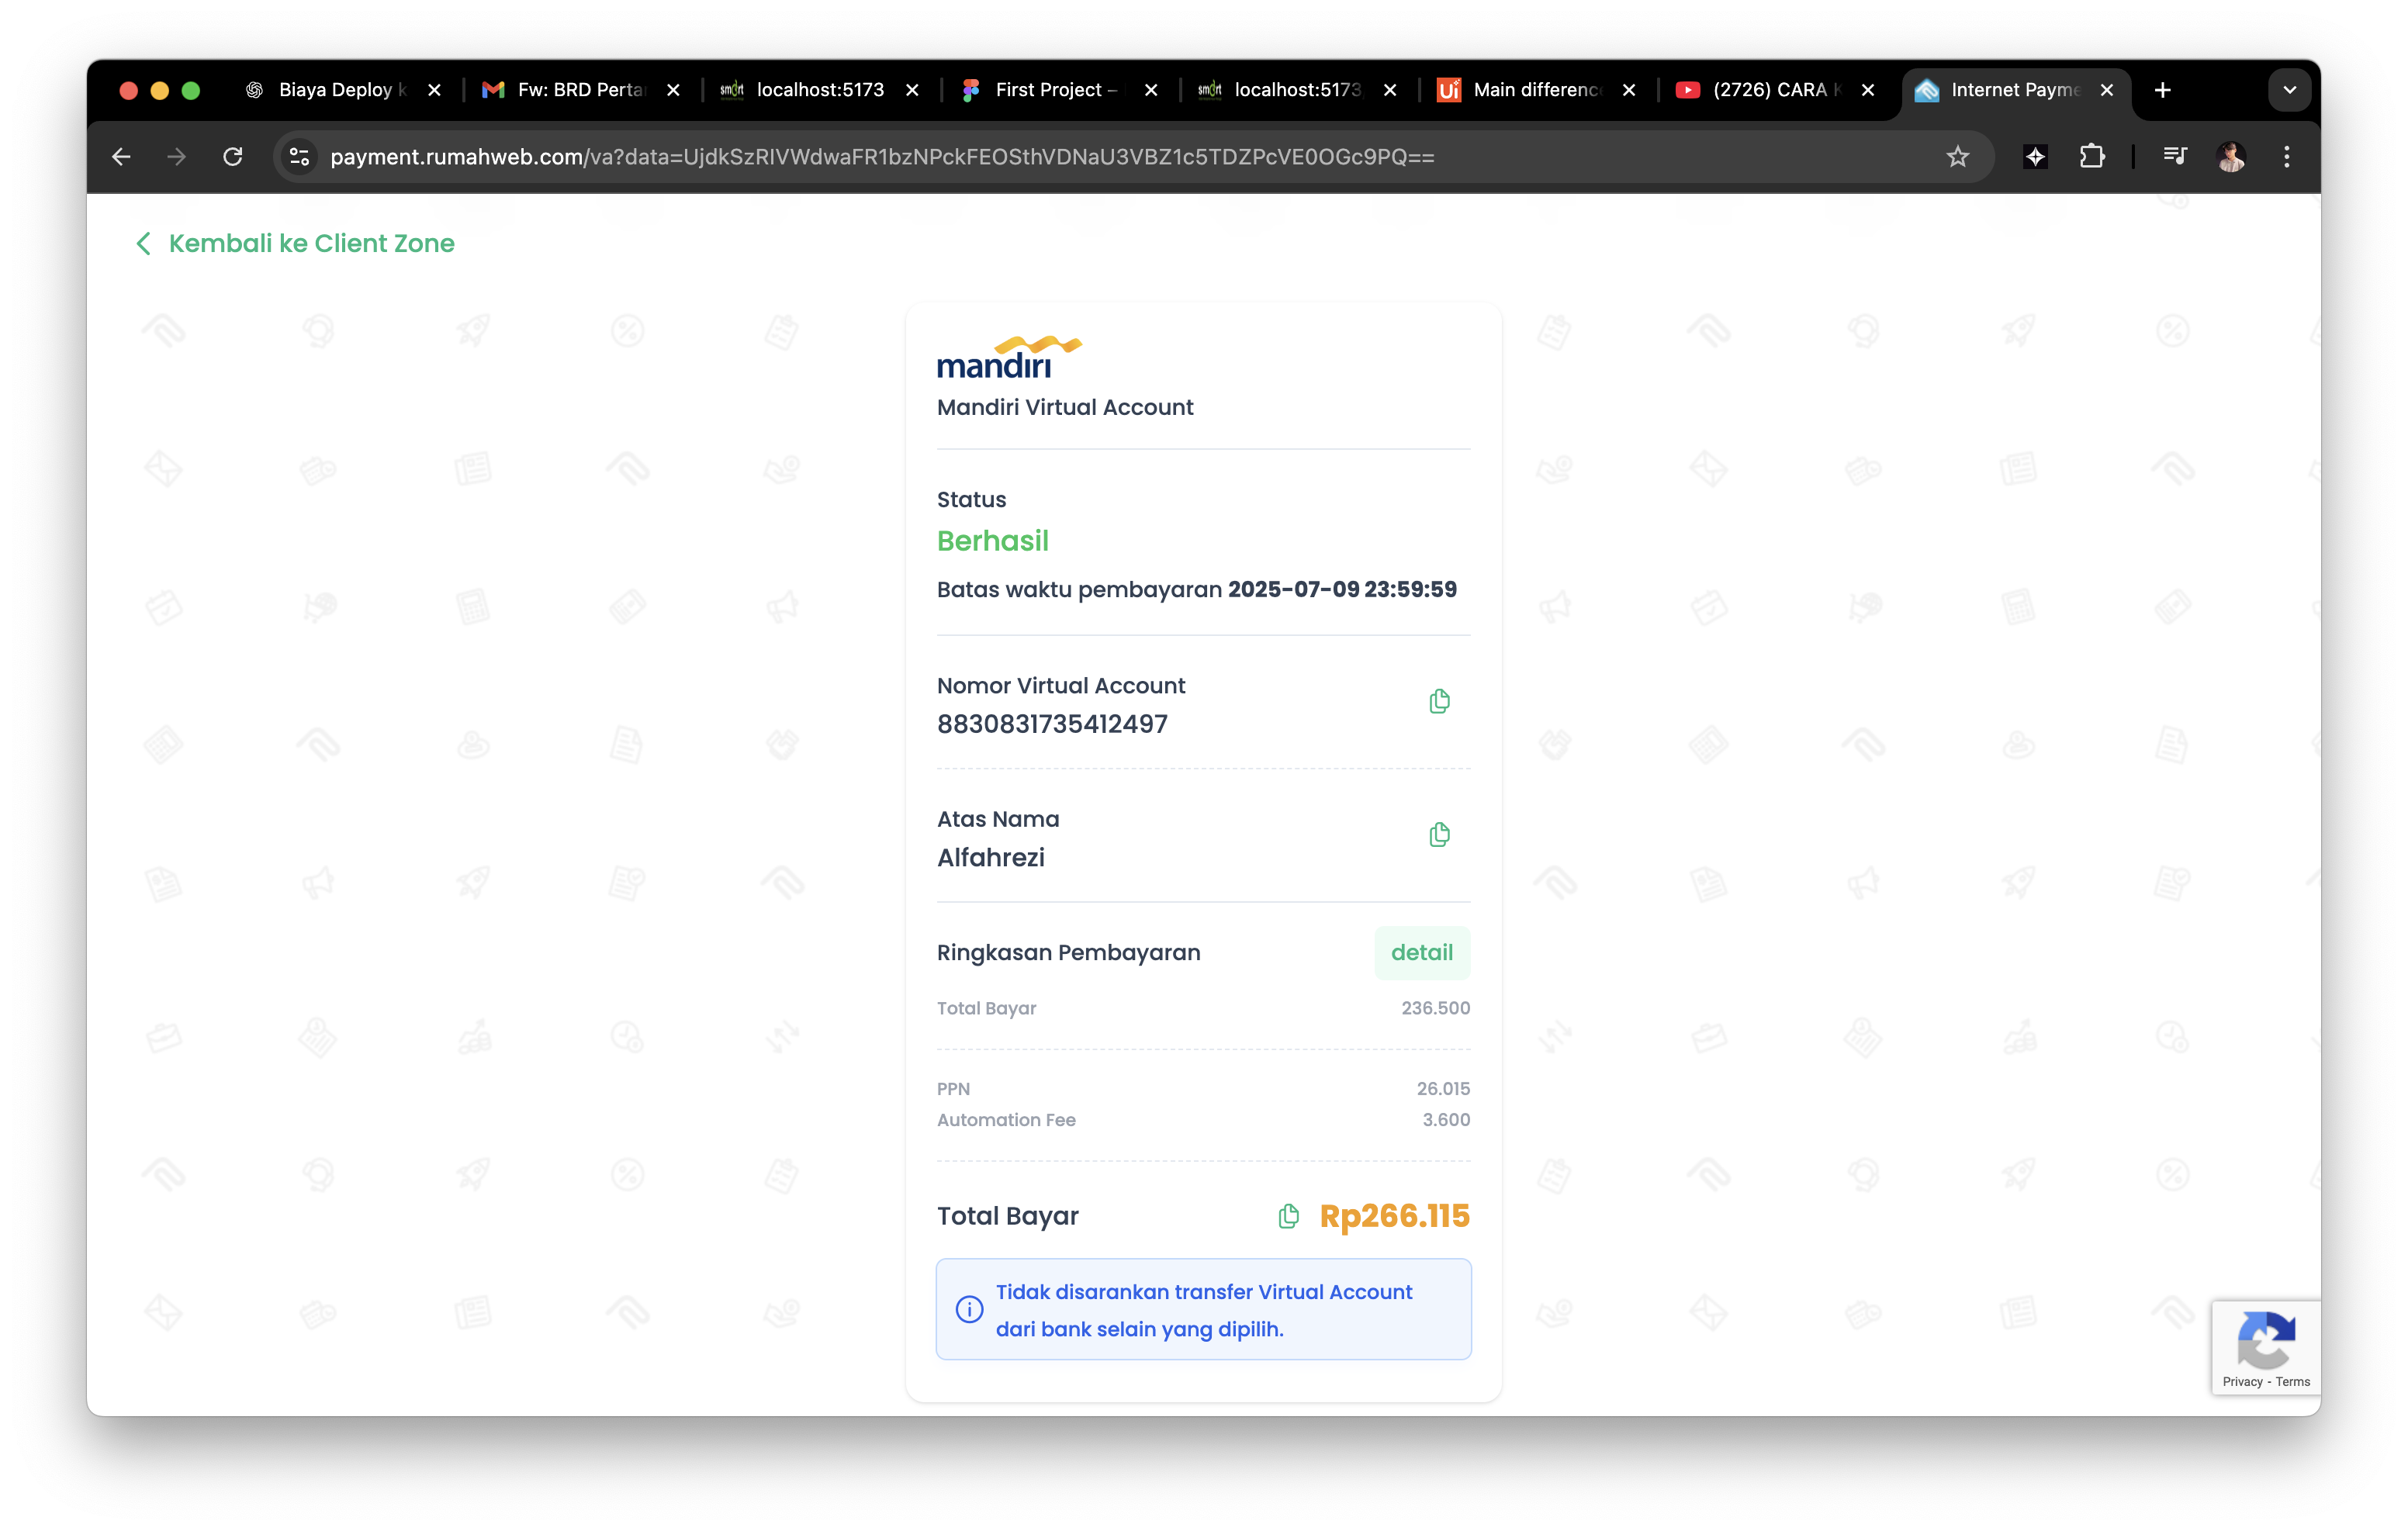 Biaya Deploy
Fw: BRD Perta
localhost:5173
First Project –
localhost:5173
Main difference
(2726) CARA
Internet Payme
payment.rumahweb.com/va?data=UjdkSzRIVWdwaFR1bzNPckFEOSthVDNaU3VBZ1c5TDZPcVE0OGc9PQ==
Kembali ke Client Zone
mandiri
Mandiri Virtual Account
Status
Berhasil
Batas waktu pembayaran 2025-07-09 23:59:59
Nomor Virtual Account
8830831735412497
Atas Nama
Alfahrezi
Ringkasan Pembayaran
detail
Total Bayar 236.500
PPN 26.015
Automation Fee 3.600
Total Bayar Rp266.115
Tidak disarankan transfer Virtual Account
dari bank selain yang dipilih.
Privacy - Terms